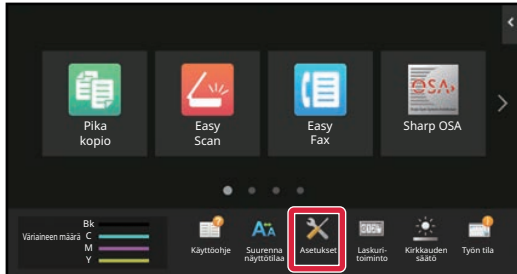 Pika
kopio
Easy
Scan
Easy
Fax
OSA
Sharp OSA
Väriaineen määrä
Bk
C
M
Y
Käyttöohje
Suurenna
näyttötilaa
Asetukset
Laskuri-
toiminto
Kirkkauden
säätö
Työn tila